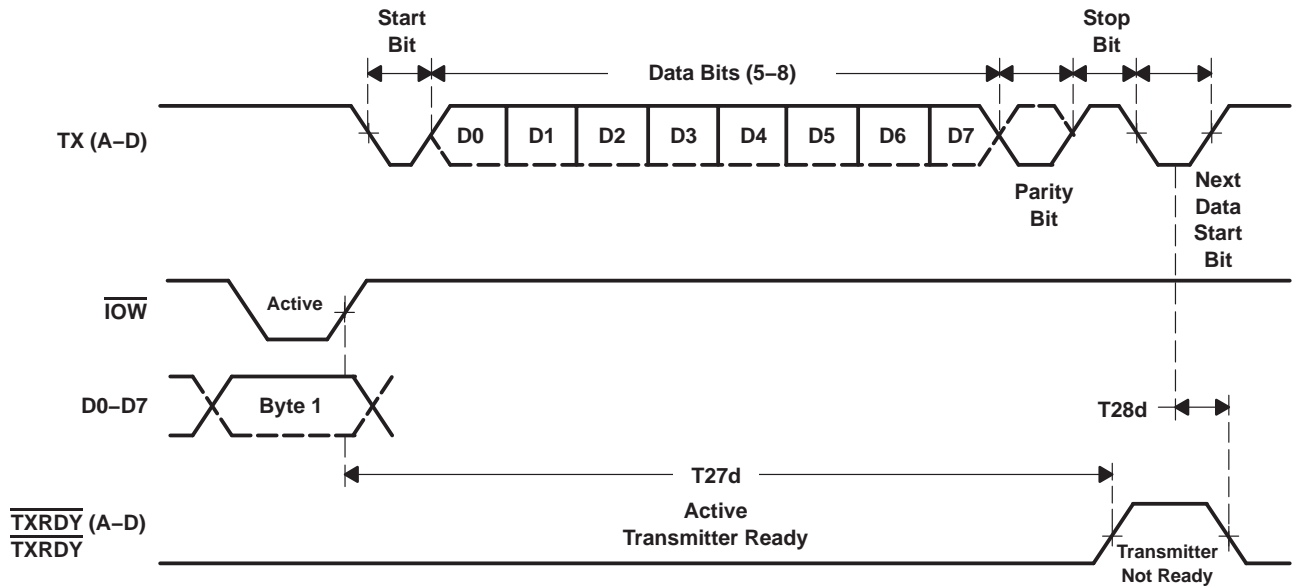 Start
Bit
Data Bits (5–8)
Stop
Bit
TX (A–D)
D0
D1
D2
D3
D4
D5
D6
D7
Parity
Bit
Next
Data
Start
Bit
IOW
Active
D0–D7
Byte 1
T28d
T27d
TXRDY (A–D)
TXRDY
Active
Transmitter Ready
Transmitter
Not Ready